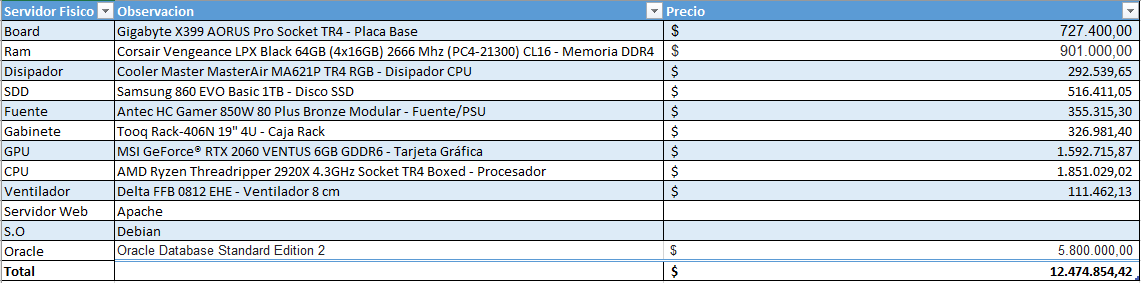 Servidor Fisico Observacion Precio
Board Gigabyte X399 AORUS Pro Socket TR4 - Placa Base $ 727.400,00
Ram Corsair Vengeance LPX Black 64GB (4x16GB) 2666 Mhz (PC4-21300) CL16 - Memoria DDR4 $ 901.000,00
Disipador Cooler Master MasterAir MA621P TR4 RGB - Disipador CPU $ 292.539,65
SDD Samsung 860 EVO Basic 1TB - Disco SSD $ 516.411,05
Fuente Antec HC Gamer 850W 80 Plus Bronze Modular - Fuente/PSU $ 355.315,30
Gabinete Tooq Rack-406N 19" 4U - Caja Rack $ 326.981,40
GPU MSI GeForce® RTX 2060 VENTUS 6GB GDDR6 - Tarjeta Gráfica $ 1.592.715,87
CPU AMD Ryzen Threadripper 2920X 4.3GHz Socket TR4 Boxed - Procesador $ 1.851.029,02
Ventilador Delta FFB 0812 EHE - Ventilador 8 cm $ 111.462,13
Servidor Web Apache
S.O Debian
Oracle Oracle Database Standard Edition 2 $ 5.800.000,00
Total $ 12.474.854,42